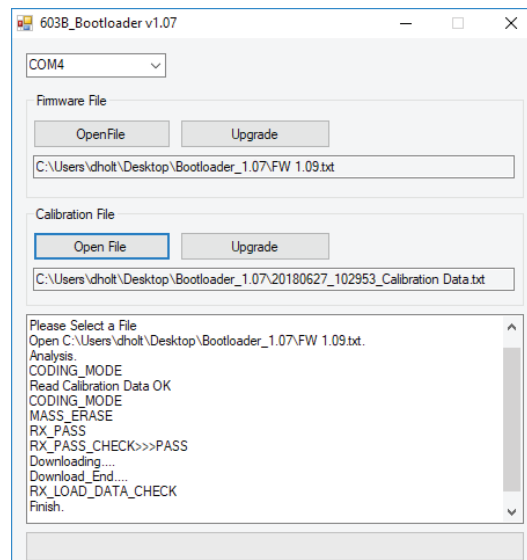 603B_Bootloader v1.07
COM4
Firmware File
OpenFile Upgrade
C:\Users\dholt\Desktop\Bootloader_1.07\FW 1.09.txt
Calibration File
Open File Upgrade
C:\Users\dholt\Desktop\Bootloader_1.07\20180627_102953_Calibration Data.txt
Please Select a File
Open C:\Users\dholt\Desktop\Bootloader_1.07\FW 1.09.txt.
Analysis.
CODING_MODE
Read Calibration Data OK
CODING_MODE
MASS_ERASE
RX_PASS
RX_PASS_CHECK>>>PASS
Downloading....
Download_End....
RX_LOAD_DATA_CHECK
Finish.